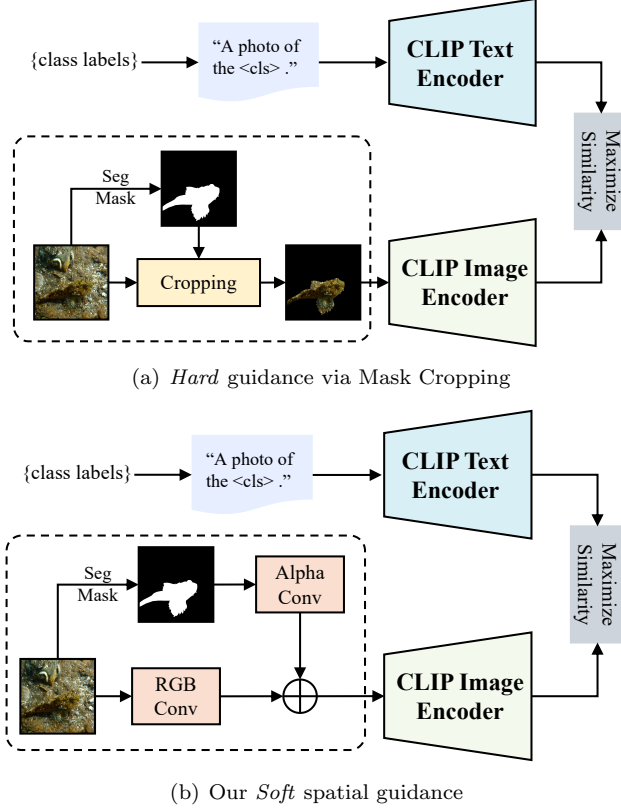 {class labels}
“A photo of
the <cls> .”
CLIP Text
Encoder
Maximize
Similarity
Seg
Mask
Cropping
CLIP Image
Encoder
(a) Hard guidance via Mask Cropping
{class labels}
“A photo of
the <cls> .”
CLIP Text
Encoder
Maximize
Similarity
Seg
Mask
Alpha
Conv
RGB
Conv
CLIP Image
Encoder
(b) Our Soft spatial guidance